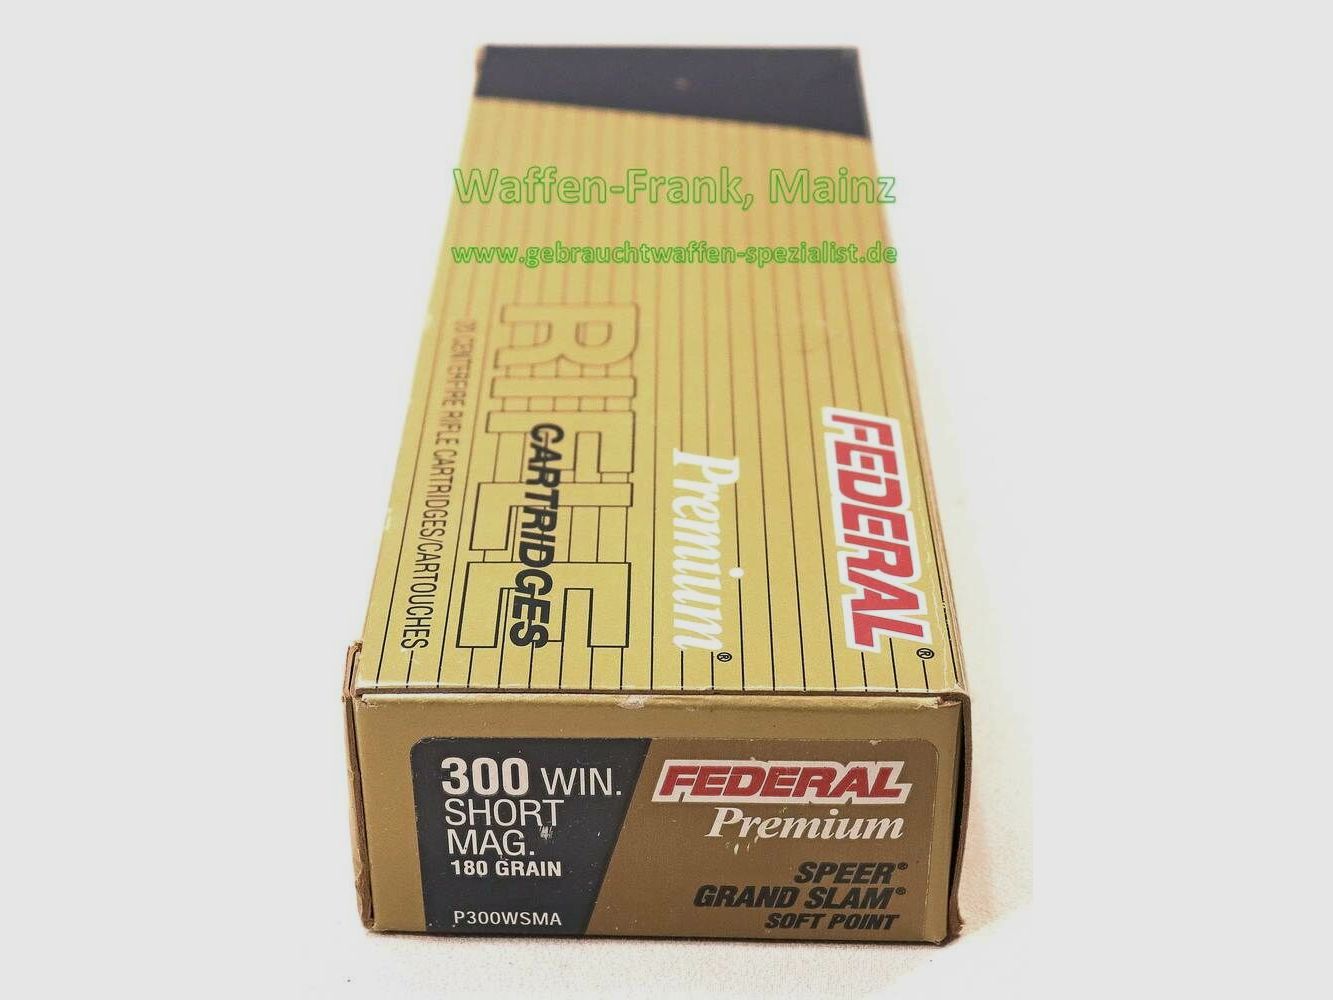 Waffen-Frank, Mainz
www.gebrauchtwaffen-spezialist.de
FEDERAL®
Premium®
RIFLE
CARTRIDGES
20 CENTERFIRE RIFLE CARTRIDGES/CARTOUCHES
300 WIN.
SHORT
MAG.
180 GRAIN
P300WSMA
FEDERAL
Premium
SPEER®
GRAND SLAM®
SOFT POINT